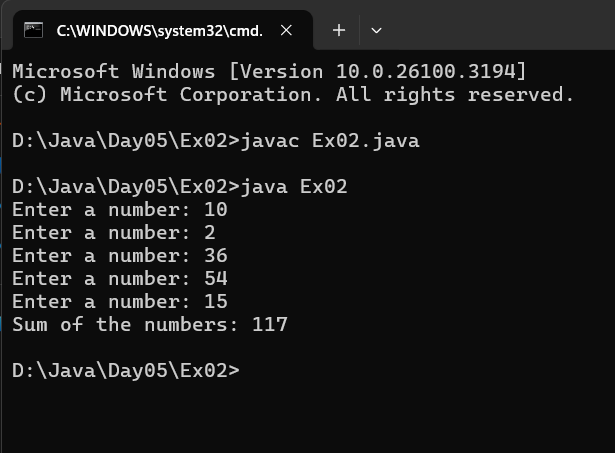 C:\WINDOWS\system32\cmd.
Microsoft Windows [Version 10.0.26100.3194]
(c) Microsoft Corporation. All rights reserved.
D:\Java\Day05\Ex02>javac Ex02.java
D:\Java\Day05\Ex02>java Ex02
Enter a number: 10
Enter a number: 2
Enter a number: 36
Enter a number: 54
Enter a number: 15
Sum of the numbers: 117
D:\Java\Day05\Ex02>